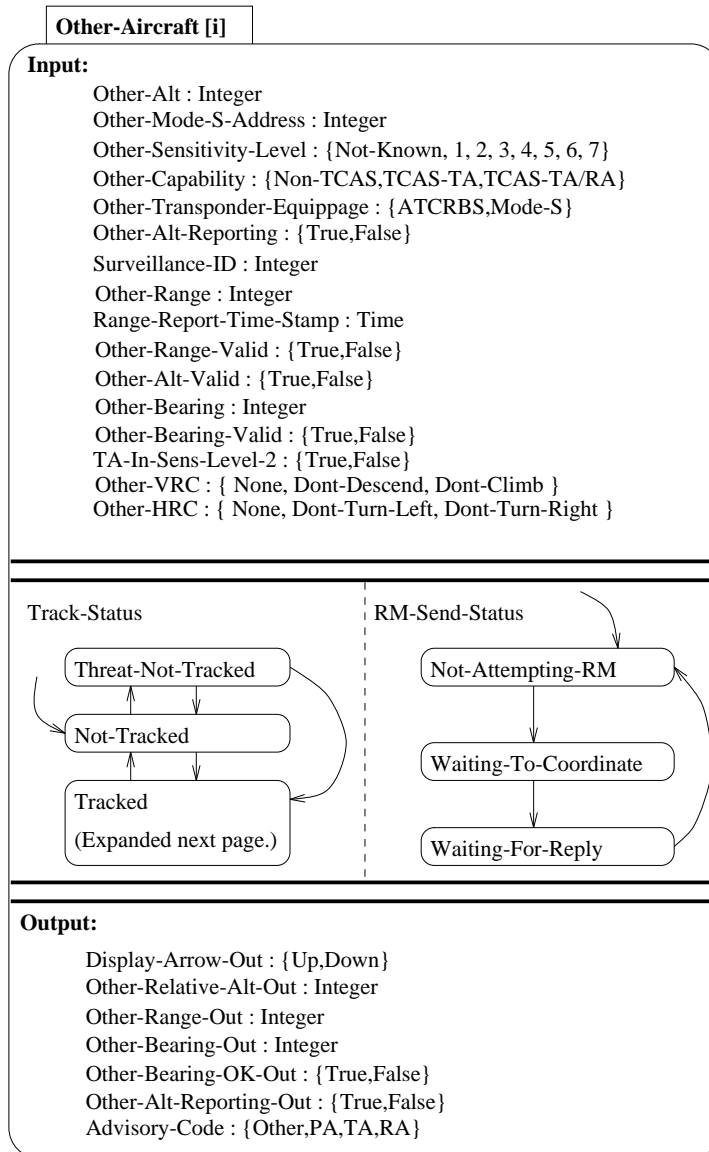 Other-Aircraft [i]
Input:
Other-Alt : Integer
Other-Mode-S-Address : Integer
Other-Sensitivity-Level : {Not-Known, 1, 2, 3, 4, 5, 6, 7}
Other-Capability : {Non-TCAS,TCAS-TA,TCAS-TA/RA}
Other-Transponder-Equippage : {ATCRBS,Mode-S}
Other-Alt-Reporting : {True,False}
Surveillance-ID : Integer
Other-Range : Integer
Range-Report-Time-Stamp : Time
Other-Range-Valid : {True,False}
Other-Alt-Valid : {True,False}
Other-Bearing : Integer
Other-Bearing-Valid : {True,False}
TA-In-Sens-Level-2 : {True,False}
Other-VRC : { None, Dont-Descend, Dont-Climb }
Other-HRC : { None, Dont-Turn-Left, Dont-Turn-Right }
Track-Status
Threat-Not-Tracked
Not-Tracked
Tracked
(Expanded next page.)
RM-Send-Status
Not-Attempting-RM
Waiting-To-Coordinate
Waiting-For-Reply
Output:
Display-Arrow-Out : {Up,Down}
Other-Relative-Alt-Out : Integer
Other-Range-Out : Integer
Other-Bearing-Out : Integer
Other-Bearing-OK-Out : {True,False}
Other-Alt-Reporting-Out : {True,False}
Advisory-Code : {Other,PA,TA,RA}